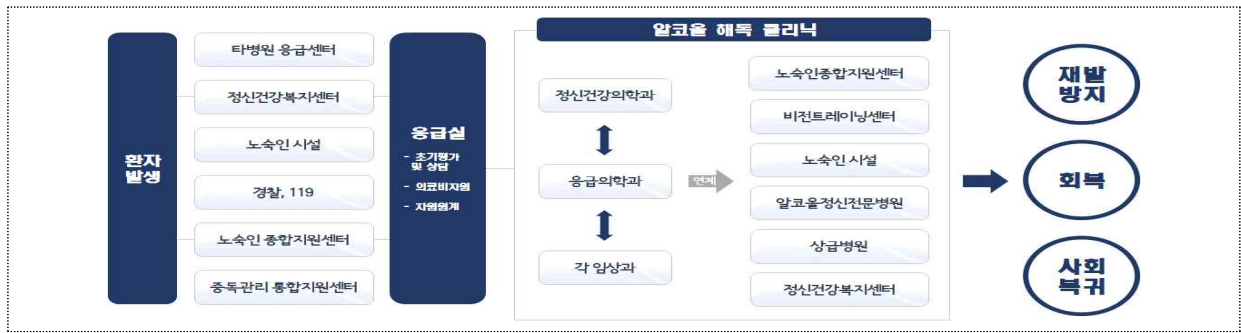 환자
발생
타병원 응급센터
정신건강복지센터
노숙인 시설
경찰, 119
노숙인 종합지원센터
중독관리 통합지원센터
응급실
- 초기평가
및 상담
- 의료비지원
- 자원연계
알코올 해독 클리닉
정신건강의학과
응급의학과
각 임상과
연계
노숙인종합지원센터
비전트레이닝센터
노숙인 시설
알코올정신전문병원
상급병원
정신건강복지센터
재발
방지
회복
사회
복귀